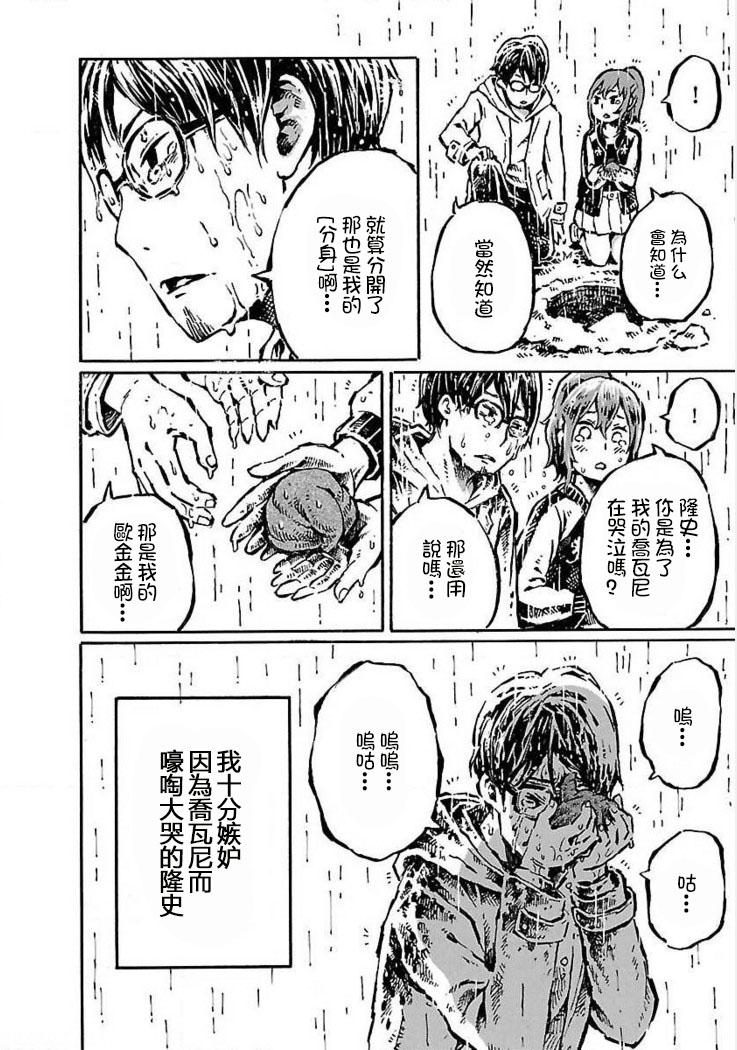 ！
為什么
會知道…
當然知道
就算分開了
那也是我的
［分身］啊…
！
隆史…
你是為了
我的喬瓦尼
在哭泣嗎？
那還用
說嗎…
那是我的
歐金金啊…
嗚…
咕…
嗚嗚…
嗚咕…
我十分嫉妒
因為喬瓦尼而
嚎啕大哭的隆史